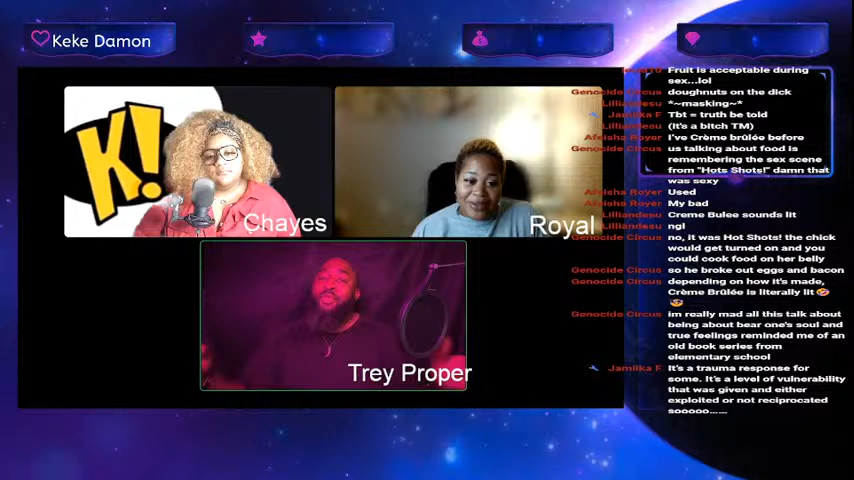 Keke Damon
K!
Chayes
Royal
Trey Proper
Fruit is acceptable during
sex...lol
Genocide Circus doughnuts on the dick
Lilliandesu *~masking~*
Jamiika F Tbt = truth be told
Lilliandesu (It's a bitch TM)
Afeisha Royer I've Crème brûlée before
Genocide Circus us talking about food is
remembering the sex scene
from "Hots Shots!" damn that
was sexy
Afeisha Royer Used
Afeisha Royer My bad
Lilliandesu Creme Bulee sounds lit
Lilliandesu ngl
Genocide Circus no, it was Hot Shots! the chick
would get turned on and you
could cook food on her belly
Genocide Circus so he broke out eggs and bacon
Genocide Circus depending on how it's made,
Crème Brûlée is literally lit
Genocide Circus im really mad all this talk about
being about bear one's soul and
true feelings reminded me of an
old book series from
elementary school
Jamiika F It's a trauma response for
some. It's a level of vulnerability
that was given and either
exploited or not reciprocated
sooooo......